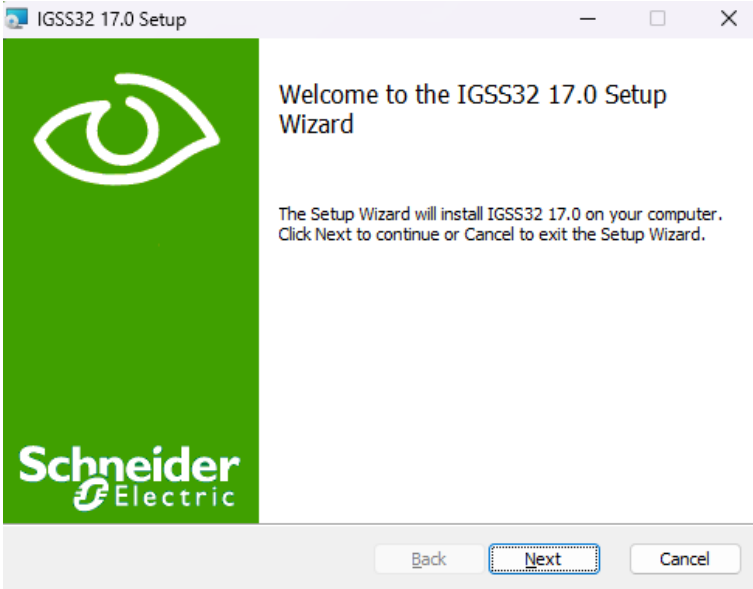 IGSS32 17.0 Setup
Welcome to the IGSS32 17.0 Setup
Wizard
The Setup Wizard will install IGSS32 17.0 on your computer.
Click Next to continue or Cancel to exit the Setup Wizard.
Schneider
Electric
Back
Next
Cancel